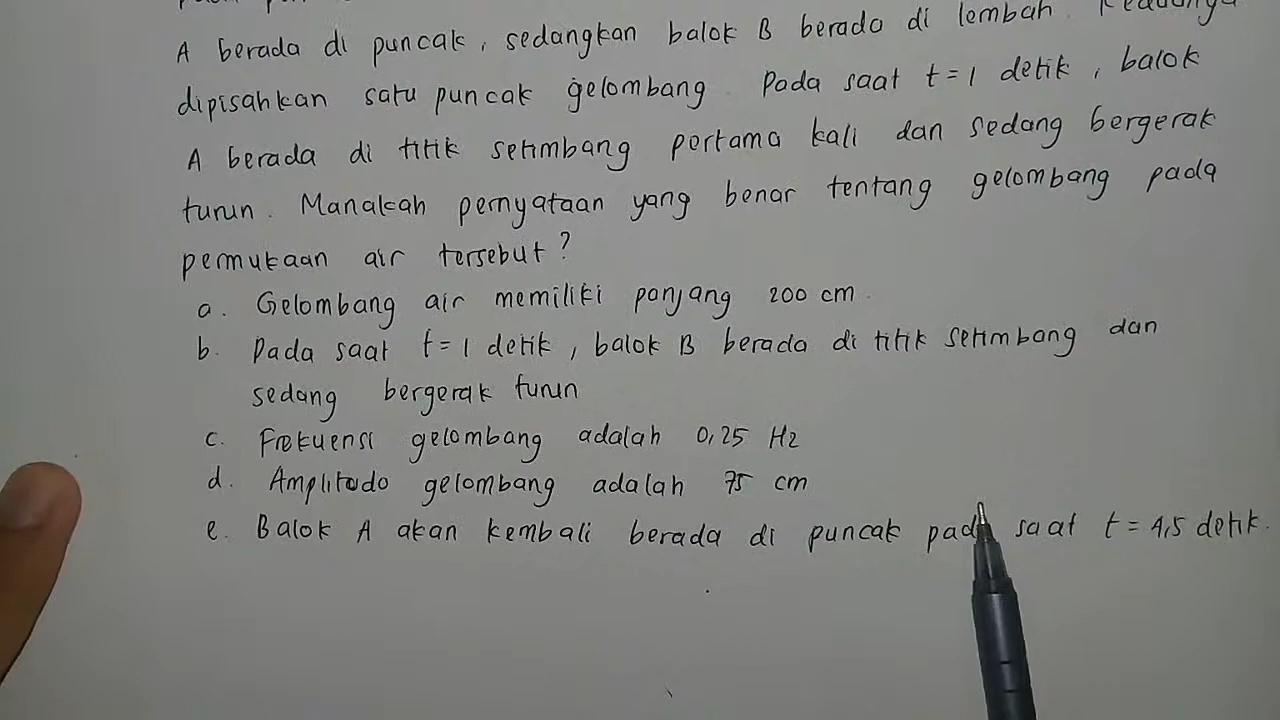 A berada di puncak, sedangkan balok B berada di lembah. Keduanya
dipisahkan satu puncak gelombang. Pada saat t = 1 detik, balok
A berada di titik setimbang pertama kali dan sedang bergerak
turun. Manakah pernyataan yang benar tentang gelombang pada
permukaan air tersebut?
a. Gelombang air memiliki panjang 200 cm.
b. Pada saat t = 1 detik, balok B berada di titik setimbang dan
sedang bergerak turun
c. Frekuensi gelombang adalah 0,25 Hz
d. Amplitudo gelombang adalah 75 cm
e. Balok A akan kembali berada di puncak pada saat t = 4,5 detik.